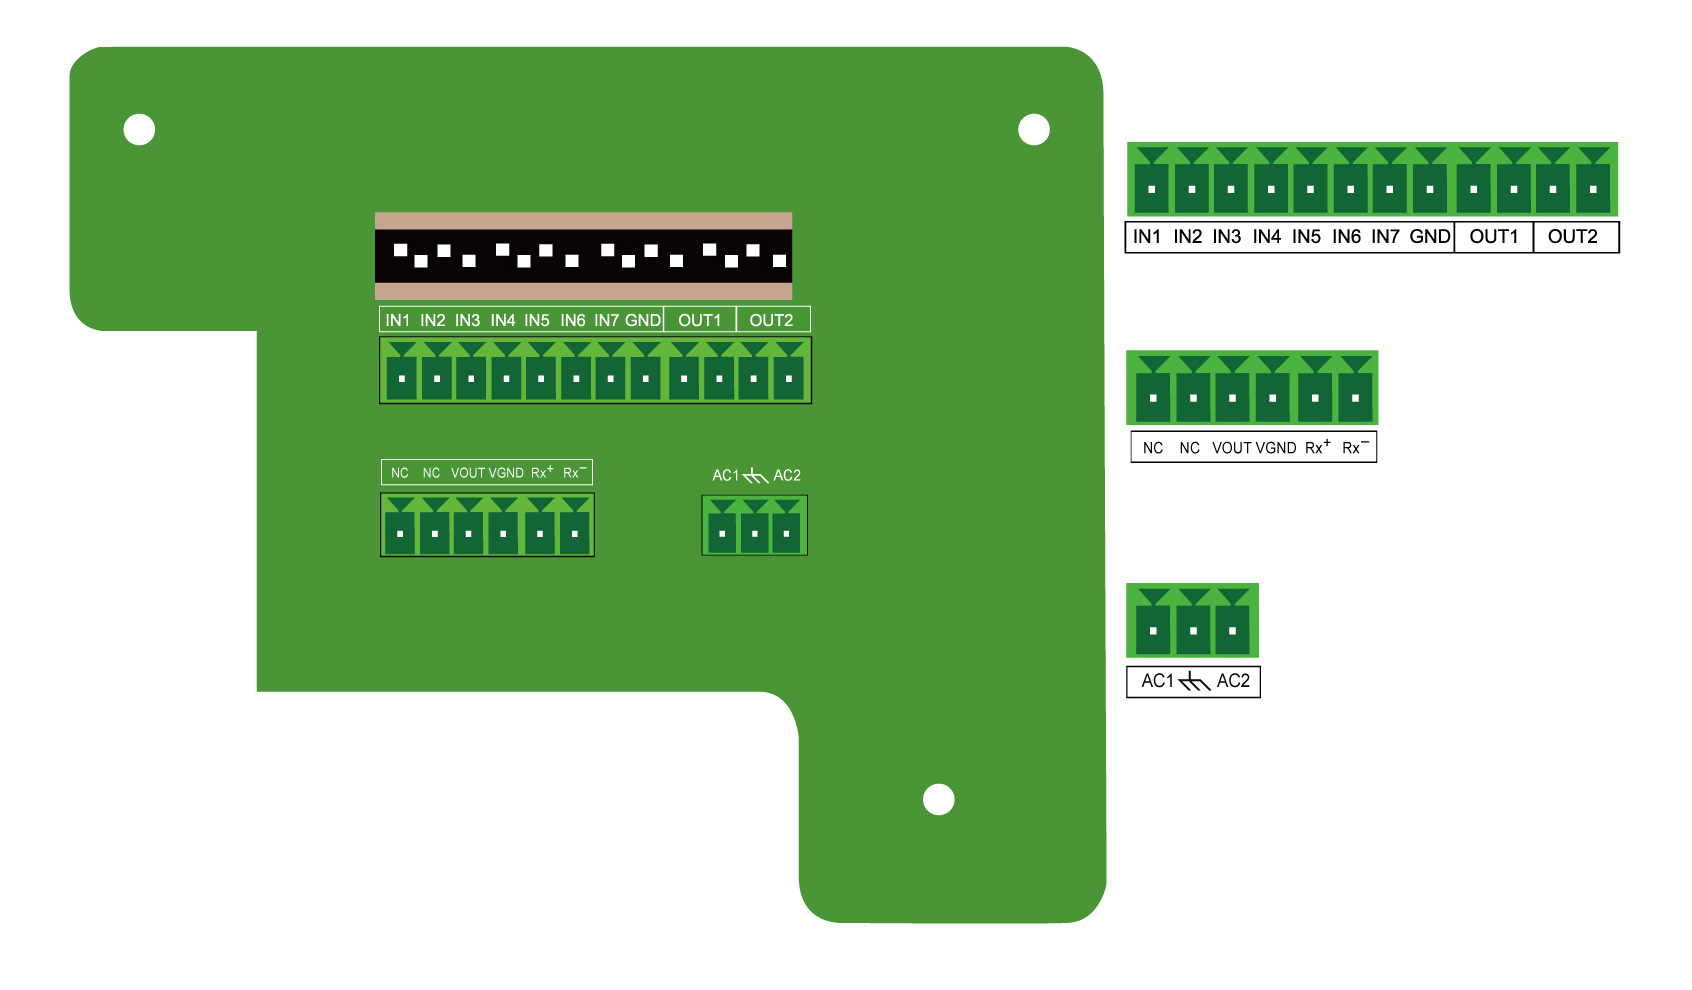 IN1 IN2 IN3 IN4 IN5 IN6 IN7 GND OUT1 OUT2
NC NC VOUT VGND Rx+ Rx−
AC1 AC2
IN1 IN2 IN3 IN4 IN5 IN6 IN7 GND OUT1 OUT2
NC NC VOUT VGND Rx+ Rx−
AC1 AC2